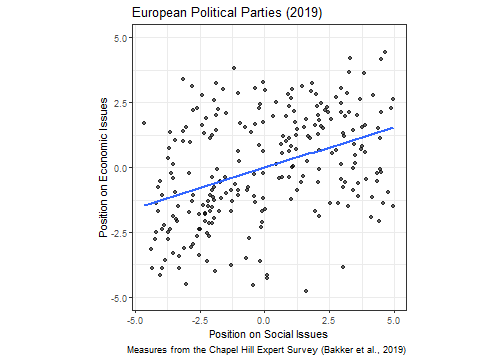 European Political Parties (2019)
Position on Economic Issues
5.0
2.5
0.0
-2.5
-5.0
-5.0 -2.5 0.0 2.5 5.0
Position on Social Issues
Measures from the Chapel Hill Expert Survey (Bakker et al., 2019)